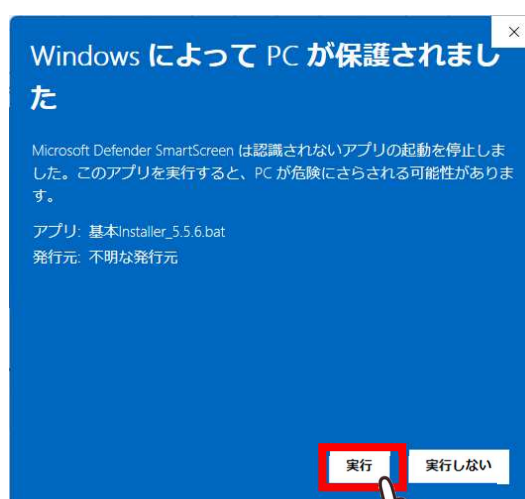 Windows によって PC が保護されまし
た
Microsoft Defender SmartScreen は認識されないアプリの起動を停止しま
した。このアプリを実行すると、PC が危険にさらされる可能性がありま
す。
アプリ: 基本Installer_5.5.6.bat
発行元: 不明な発行元
実行 実行しない